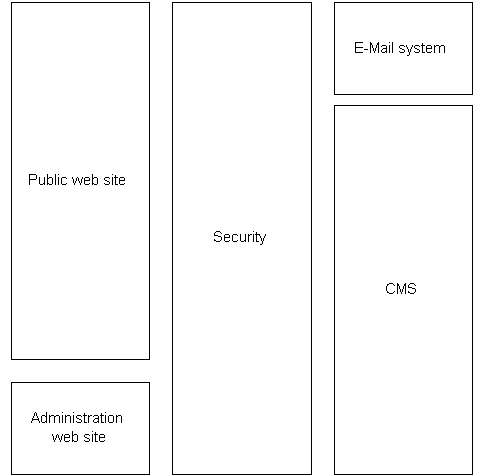 E-Mail system
Public web site
Security
CMS
Administration
web site